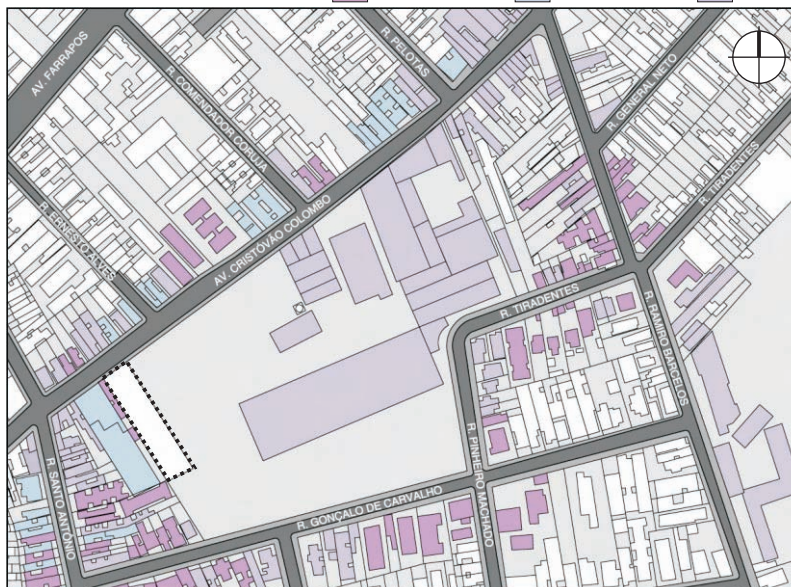 AV. FARRAPOS
R. COMENDADOR CORUJA
R. PELOTAS
R. GENERAL NETO
R. TIRADENTES
R. ERNESTO ALVES
AV. CRISTÓVÃO COLOMBO
R. TIRADENTES
R. RAMIRO BARCELOS
R. PINHEIRO MACHADO
R. SANTO ANTÔNIO
R. GONÇALO DE CARVALHO